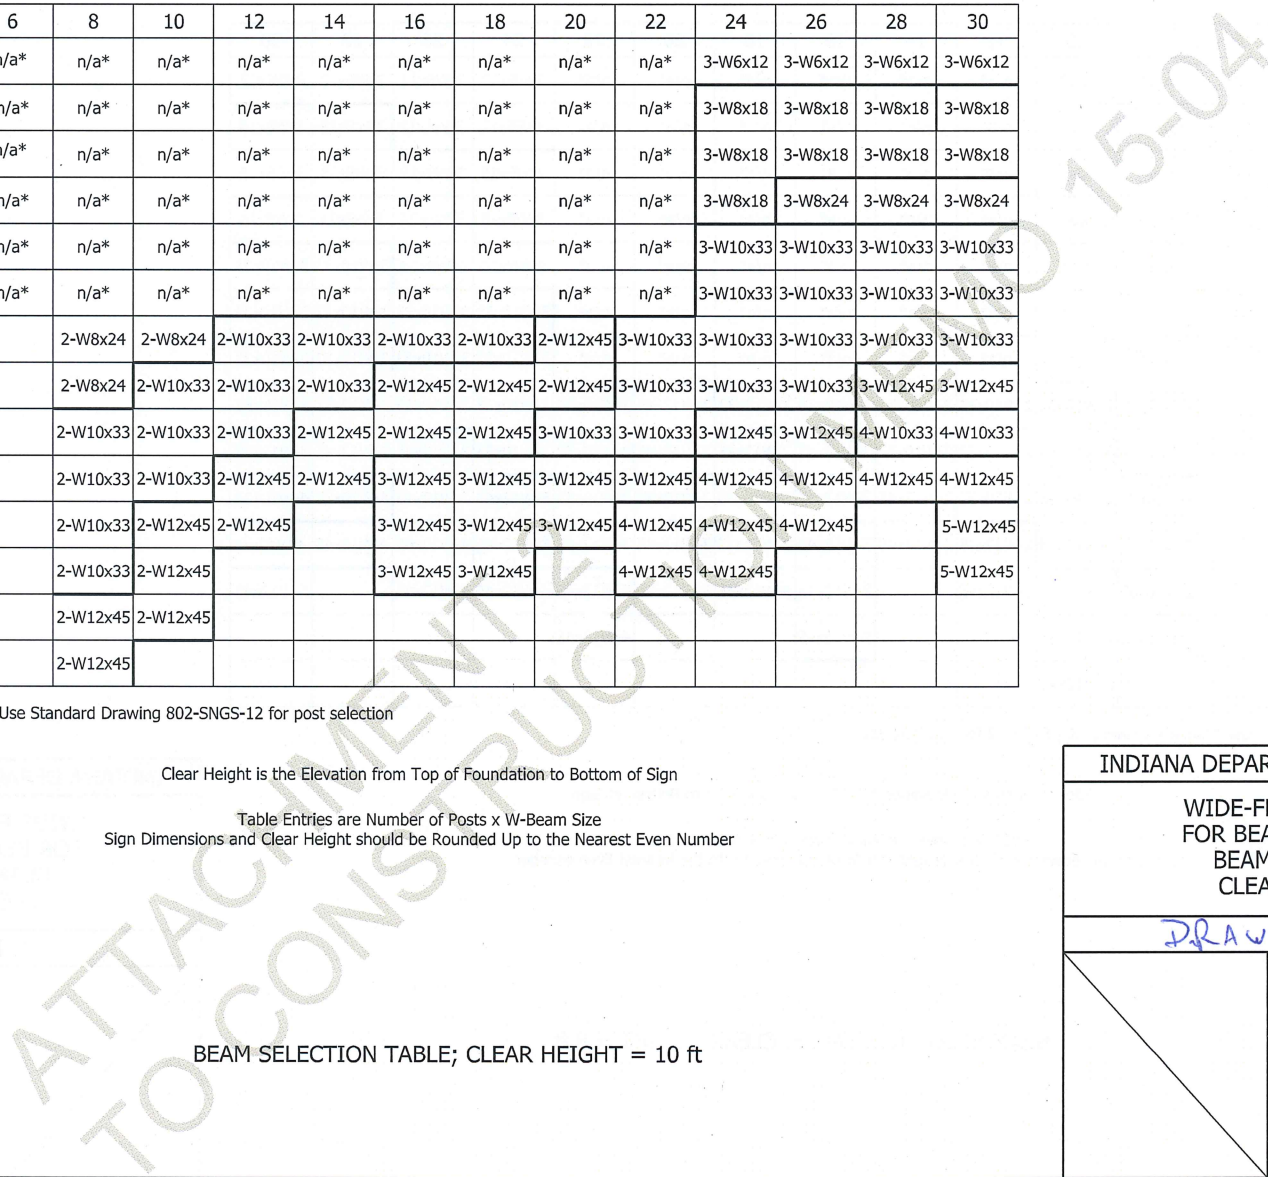 6 8 10 12 14 16 18 20 22 24 26 28 30
n/a* n/a* n/a* n/a* n/a* n/a* n/a* n/a* n/a* 3-W6x12 3-W6x12 3-W6x12 3-W6x12
n/a* n/a* n/a* n/a* n/a* n/a* n/a* n/a* n/a* 3-W8x18 3-W8x18 3-W8x18 3-W8x18
n/a* n/a* n/a* n/a* n/a* n/a* n/a* n/a* n/a* 3-W8x18 3-W8x18 3-W8x18 3-W8x18
n/a* n/a* n/a* n/a* n/a* n/a* n/a* n/a* n/a* 3-W8x18 3-W8x24 3-W8x24 3-W8x24
n/a* n/a* n/a* n/a* n/a* n/a* n/a* n/a* n/a* 3-W10x33 3-W10x33 3-W10x33 3-W10x33
n/a* n/a* n/a* n/a* n/a* n/a* n/a* n/a* n/a* 3-W10x33 3-W10x33 3-W10x33 3-W10x33
2-W8x24 2-W8x24 2-W10x33 2-W10x33 2-W10x33 2-W10x33 2-W12x45 3-W10x33 3-W10x33 3-W10x33 3-W10x33 3-W10x33
2-W8x24 2-W10x33 2-W10x33 2-W10x33 2-W12x45 2-W12x45 2-W12x45 3-W10x33 3-W10x33 3-W10x33 3-W12x45 3-W12x45
2-W10x33 2-W10x33 2-W10x33 2-W12x45 2-W12x45 2-W12x45 3-W10x33 3-W10x33 3-W12x45 3-W12x45 4-W10x33 4-W10x33
2-W10x33 2-W10x33 2-W12x45 2-W12x45 3-W12x45 3-W12x45 3-W12x45 3-W12x45 4-W12x45 4-W12x45 4-W12x45 4-W12x45
2-W10x33 2-W12x45 2-W12x45 3-W12x45 3-W12x45 3-W12x45 4-W12x45 4-W12x45 4-W12x45 5-W12x45
2-W10x33 2-W12x45 3-W12x45 3-W12x45 4-W12x45 4-W12x45 5-W12x45
2-W12x45 2-W12x45
2-W12x45
Use Standard Drawing 802-SNGS-12 for post selection
Clear Height is the Elevation from Top of Foundation to Bottom of Sign
Table Entries are Number of Posts x W-Beam Size
Sign Dimensions and Clear Height should be Rounded Up to the Nearest Even Number
BEAM SELECTION TABLE; CLEAR HEIGHT = 10 ft
ATTACHMENT 2
TO CONSTRUCTION MEMO 15-04
INDIANA DEPAR
WIDE-F
FOR BEA
BEAM
CLEA
DRAW